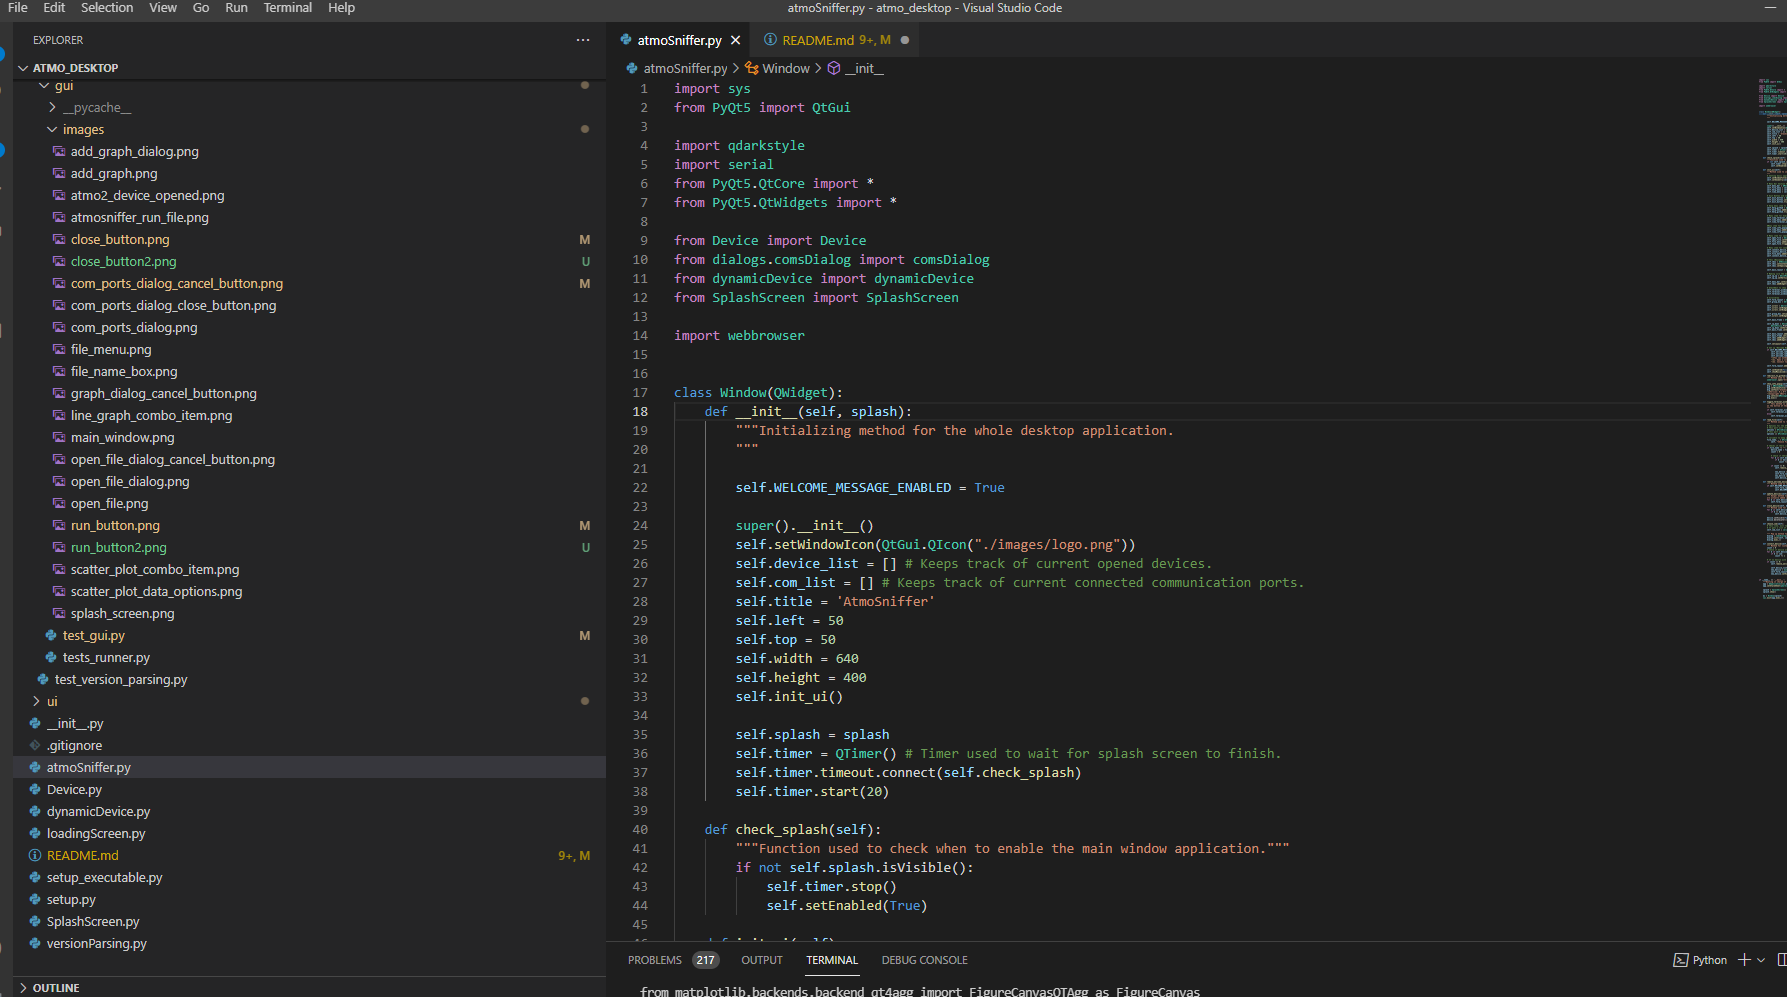 File Edit Selection View Go Run Terminal Help
atmoSniffer.py - atmo_desktop - Visual Studio Code
EXPLORER
ATMO_DESKTOP
gui
__pycache__
images
add_graph_dialog.png
add_graph.png
atmo2_device_opened.png
atmosniffer_run_file.png
close_button.png M
close_button2.png U
com_ports_dialog_cancel_button.png M
com_ports_dialog_close_button.png
com_ports_dialog.png
file_menu.png
file_name_box.png
graph_dialog_cancel_button.png
line_graph_combo_item.png
main_window.png
open_file_dialog_cancel_button.png
open_file_dialog.png
open_file.png
run_button.png M
run_button2.png U
scatter_plot_combo_item.png
scatter_plot_data_options.png
splash_screen.png
test_gui.py M
tests_runner.py
test_version_parsing.py
ui
__init__.py
.gitignore
atmoSniffer.py
Device.py
dynamicDevice.py
loadingScreen.py
README.md 9+, M
setup_executable.py
setup.py
SplashScreen.py
versionParsing.py
OUTLINE
atmoSniffer.py README.md 9+, M
atmoSniffer.py > Window > __init__
1 import sys
2 from PyQt5 import QtGui
3
4 import qdarkstyle
5 import serial
6 from PyQt5.QtCore import *
7 from PyQt5.QtWidgets import *
8
9 from Device import Device
10 from dialogs.comsDialog import comsDialog
11 from dynamicDevice import dynamicDevice
12 from SplashScreen import SplashScreen
13
14 import webbrowser
15
16
17 class Window(QWidget):
18 def __init__(self, splash):
19 """Initializing method for the whole desktop application.
20 """
21
22 self.WELCOME_MESSAGE_ENABLED = True
23
24 super().__init__()
25 self.setWindowIcon(QtGui.QIcon("./images/logo.png"))
26 self.device_list = [] # Keeps track of current opened devices.
27 self.com_list = [] # Keeps track of current connected communication ports.
28 self.title = 'AtmoSniffer'
29 self.left = 50
30 self.top = 50
31 self.width = 640
32 self.height = 400
33 self.init_ui()
34
35 self.splash = splash
36 self.timer = QTimer() # Timer used to wait for splash screen to finish.
37 self.timer.timeout.connect(self.check_splash)
38 self.timer.start(20)
39
40 def check_splash(self):
41 """Function used to check when to enable the main window application."""
42 if not self.splash.isVisible():
43 self.timer.stop()
44 self.setEnabled(True)
45
PROBLEMS 217 OUTPUT TERMINAL DEBUG CONSOLE Python
from matplotlib.backends.backend_qt4agg import FigureCanvasQTAgg as FigureCanvas